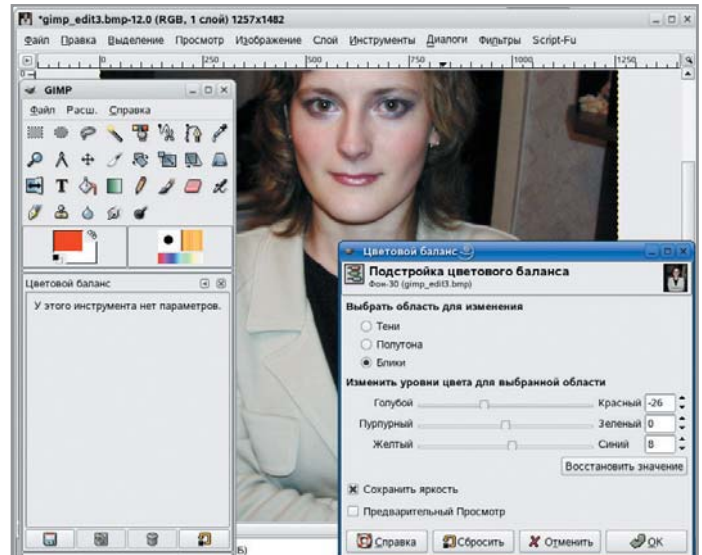 *gimp_edit3.bmp-12.0 (RGB, 1 слой) 1257x1482
Файл Правка Выделение Просмотр Изображение Слой Инструменты Диалоги Фильтры Script-Fu
0 250 500 750 1000 1250
GIMP
Файл Расш. Справка
Цветовой баланс
У этого инструмента нет параметров.
Цветовой баланс
Подстройка цветового баланса
Фон-30 (gimp_edit3.bmp)
Выбрать область для изменения
Тени
Полутона
Блики
Изменить уровни цвета для выбранной области
Голубой Красный -26
Пурпурный Зеленый 0
Желтый Синий 8
Восстановить значение
Сохранить яркость
Предварительный Просмотр
Справка Сбросить Отменить OK
Б)